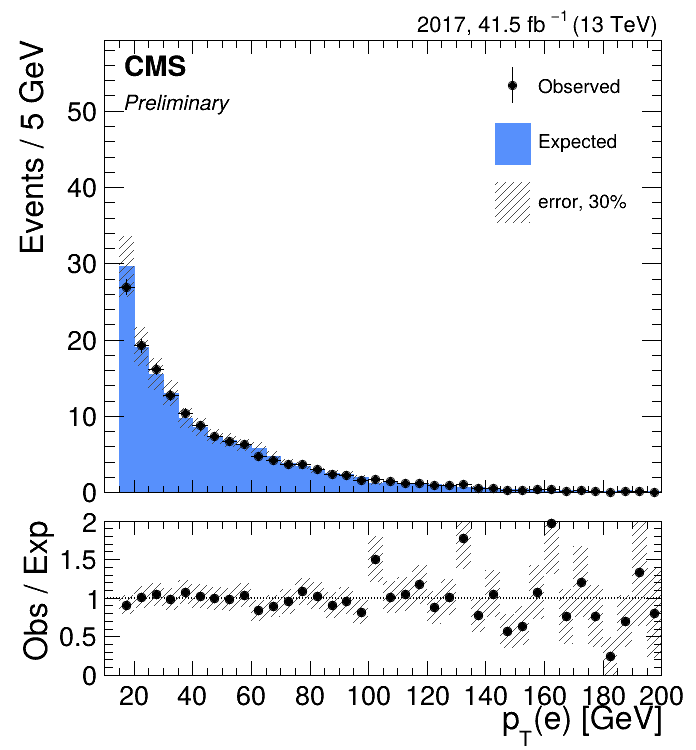 2017, 41.5 fb⁻¹ (13 TeV)
CMS
Preliminary
Observed
Expected
error, 30%
Events / 5 GeV
50
40
30
20
10
0
Obs / Exp
2
1.5
1
0.5
0
20 40 60 80 100 120 140 160 180 200
p_T(e) [GeV]